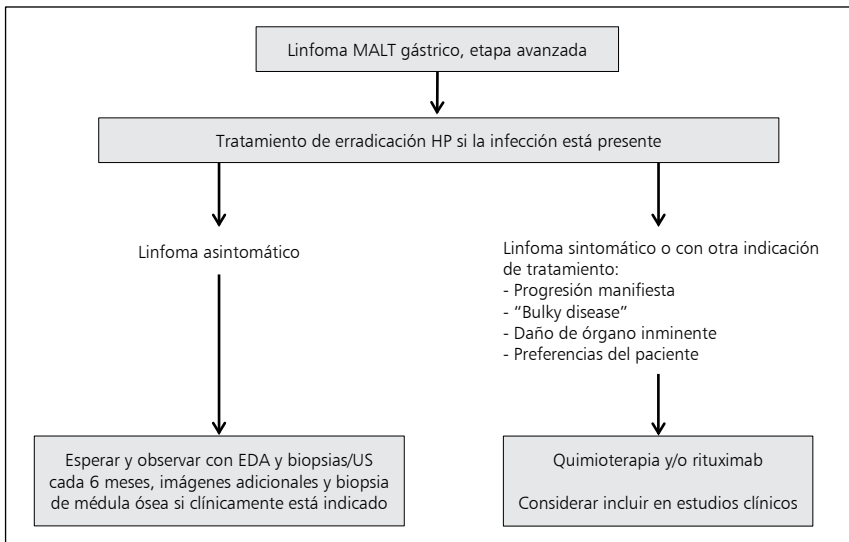 Linfoma MALT gástrico, etapa avanzada
Tratamiento de erradicación HP si la infección está presente
Linfoma asintomático
Linfoma sintomático o con otra indicación
de tratamiento:
- Progresión manifiesta
- “Bulky disease”
- Daño de órgano inminente
- Preferencias del paciente
Esperar y observar con EDA y biopsias/US
cada 6 meses, imágenes adicionales y biopsia
de médula ósea si clínicamente está indicado
Quimioterapia y/o rituximab
Considerar incluir en estudios clínicos